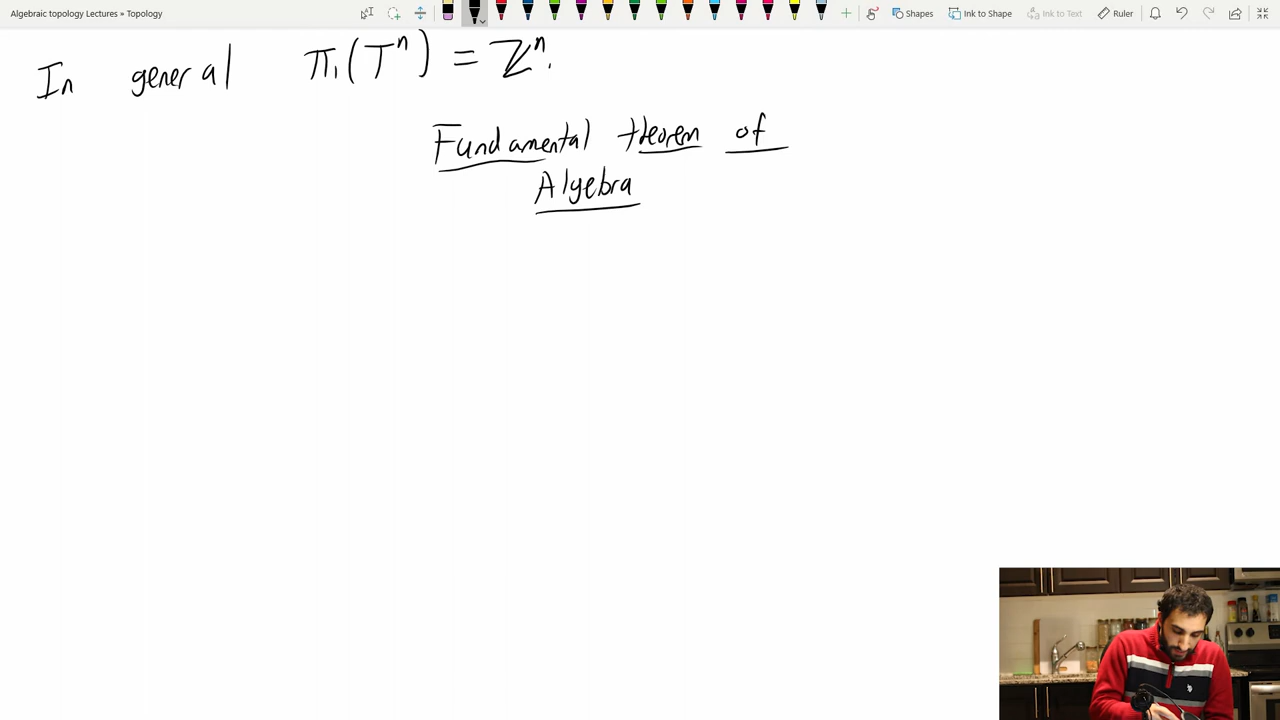 Algebraic topology Lectures » Topology
Shapes Ink to Shape Ink to Text Ruler
In general π₁(Tⁿ) = ℤⁿ.
Fundamental theorem of
Algebra